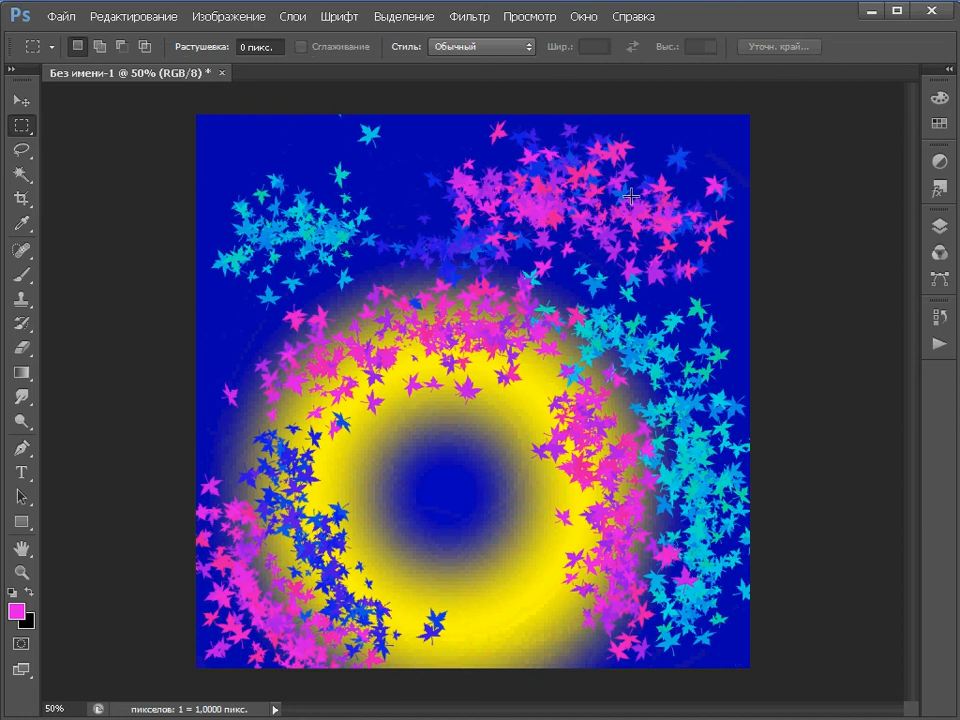 Ps Файл Редактирование Изображение Слои Шрифт Выделение Фильтр Просмотр Окно Справка
Растушевка: 0 пикс. Сглаживание Стиль: Обычный Шир.: Выс.: Уточн. край...
Без имени-1 @ 50% (RGB/8) * ×
50% пикселов: 1 = 1,0000 пикс.